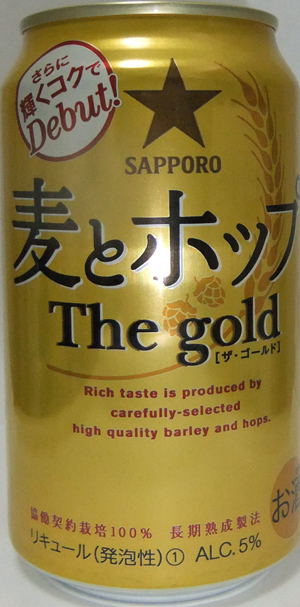 さらに
輝くコクで
Debut!
SAPPORO
麦とホップ
The gold
[ザ・ゴールド]
Rich taste is produced by
carefully-selected
high quality barley and hops.
お酒
協働契約栽培100% 長期熟成製法
リキュール(発泡性)① ALC.5%